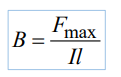 B = F_max / Il